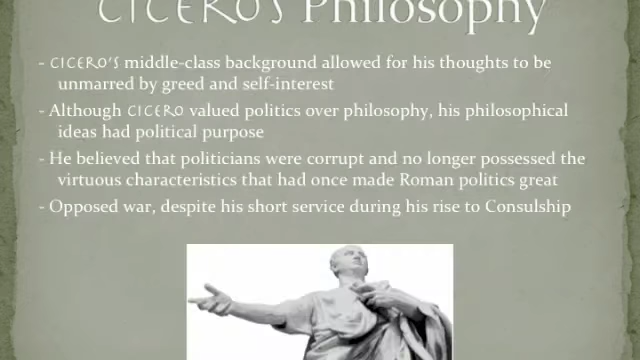 CICERO'S Philosophy
- CICERO'S middle-class background allowed for his thoughts to be
unmarred by greed and self-interest
- Although CICERO valued politics over philosophy, his philosophical
ideas had political purpose
- He believed that politicians were corrupt and no longer possessed the
virtuous characteristics that had once made Roman politics great
- Opposed war, despite his short service during his rise to Consulship